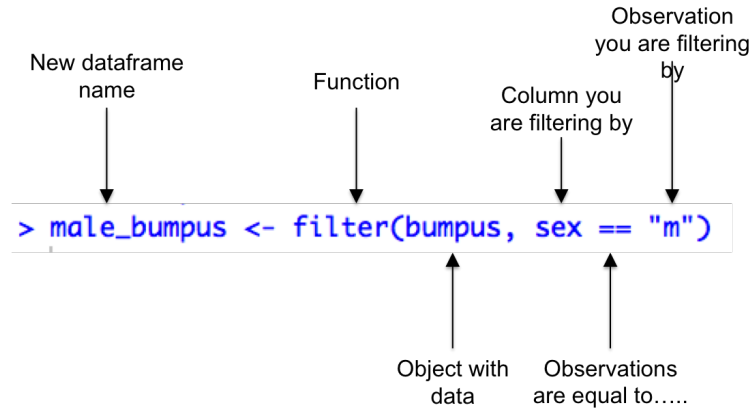 Observation
you are filtering
by
New dataframe
name
Function
Column you
are filtering by
> male_bumpus <- filter(bumpus, sex == "m")
Object with
data
Observations
are equal to…..